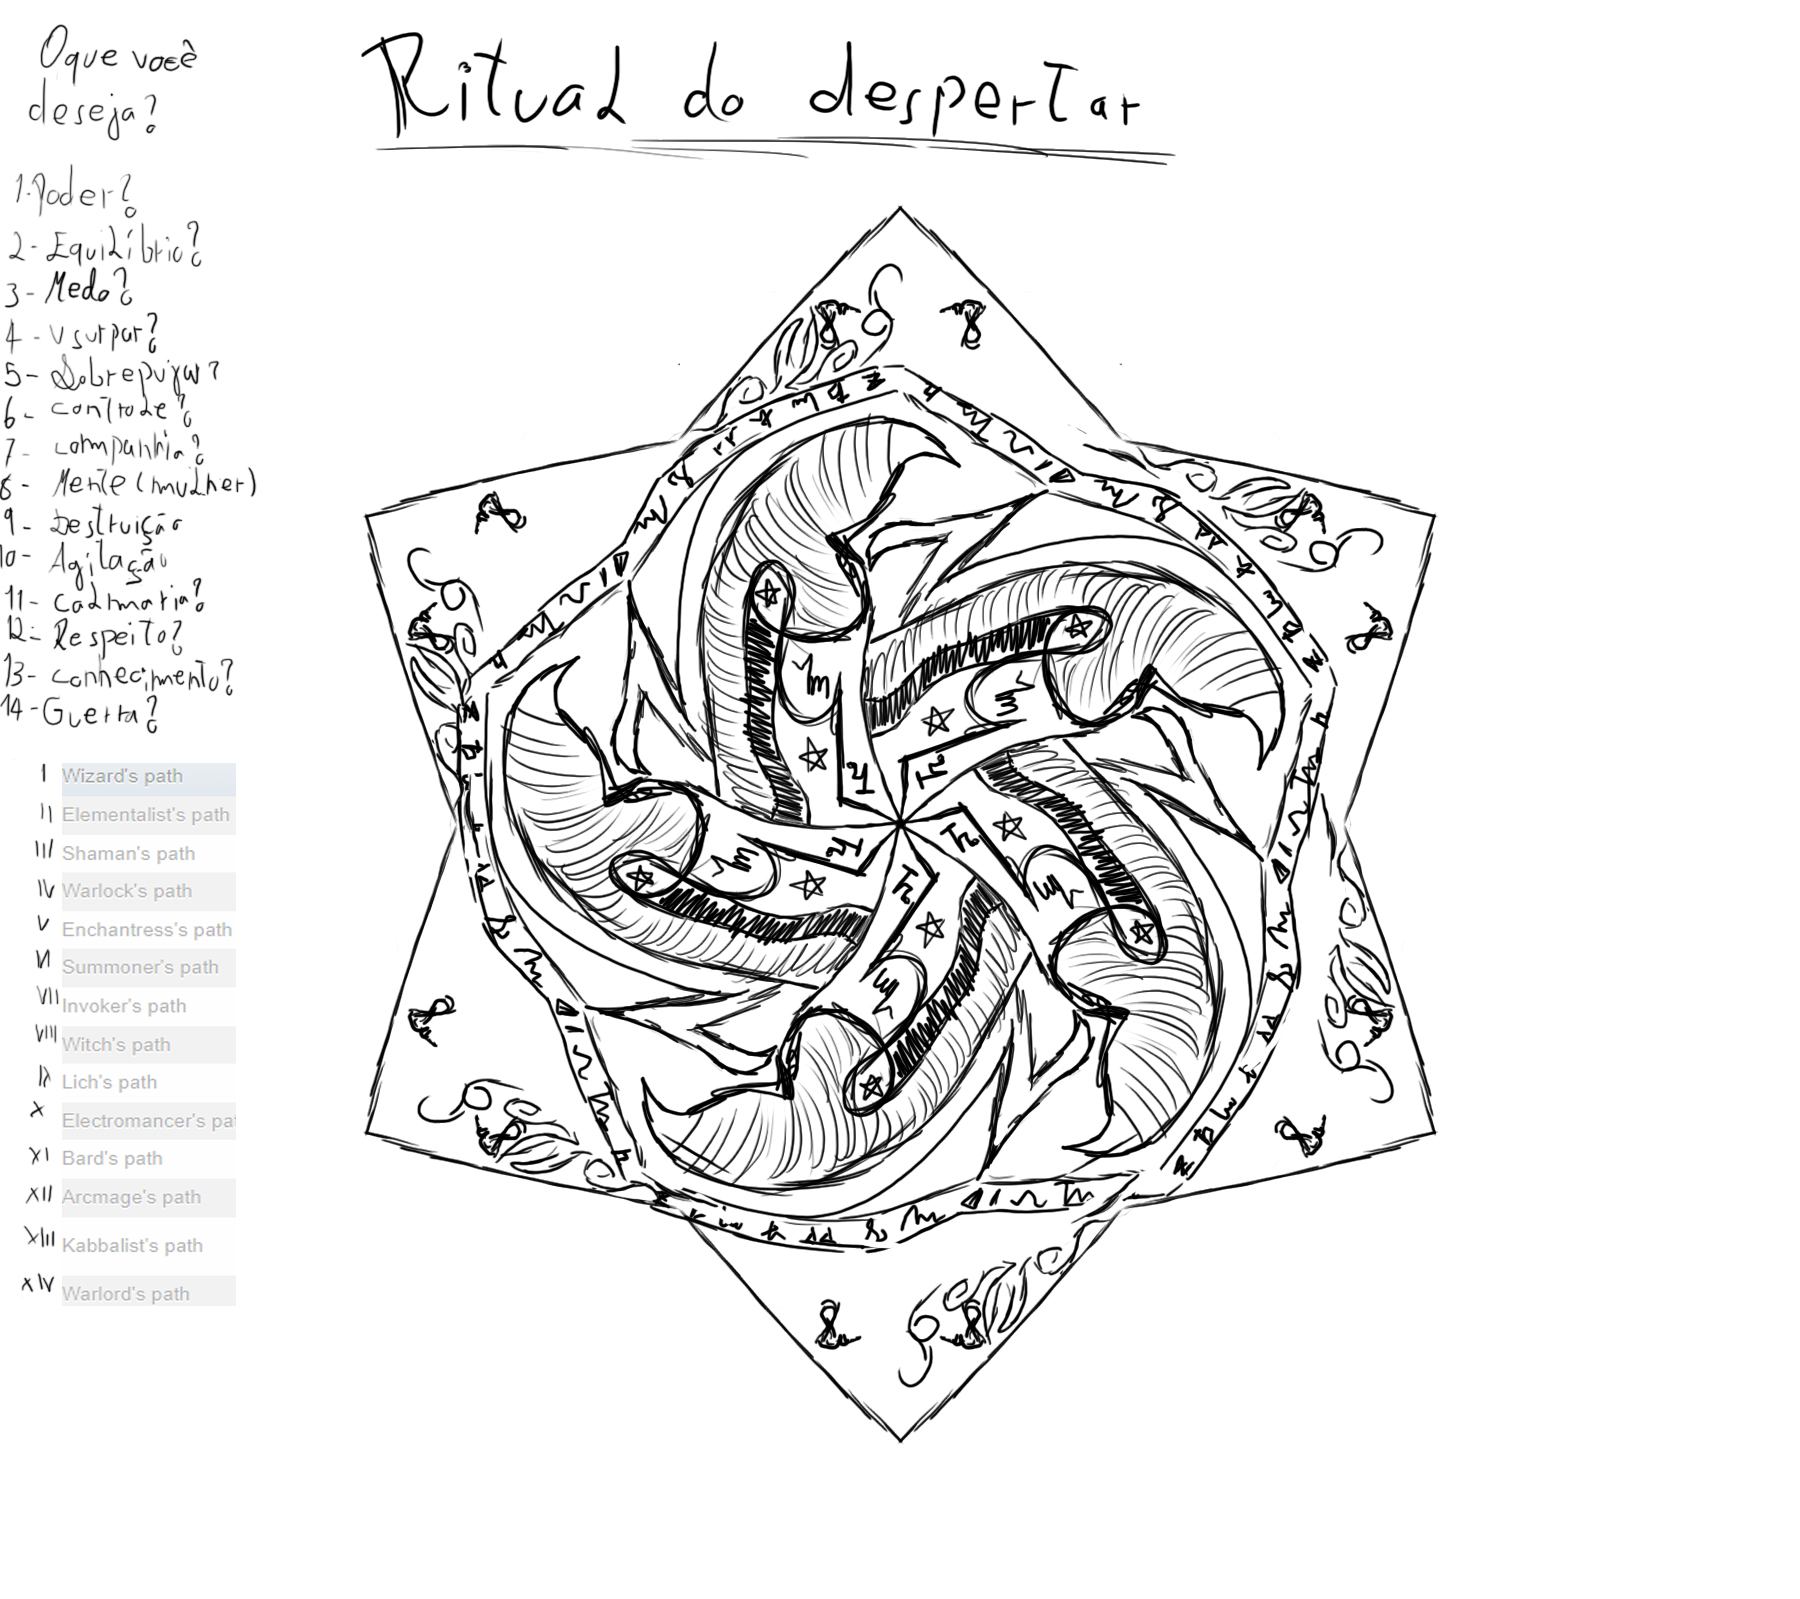 Oque você
deseja?
Ritual do despertar
1-Poder?
2- Equilíbrio?
3- Medo?
4 - Usurpar?
5- Sobrepujar?
6- controle?
7- companhia?
8- Mente (mulher)
9- Destruição
10- Agitação
11- calmaria?
12- Respeito?
13- conhecimento?
14-Guerra?
I Wizard's path
II Elementalist's path
III Shaman's path
IV Warlock's path
V Enchantress's path
VI Summoner's path
VII Invoker's path
VIII Witch's path
IX Lich's path
X Electromancer's pat
XI Bard's path
XII Arcmage's path
XIII Kabbalist's path
XIV Warlord's path